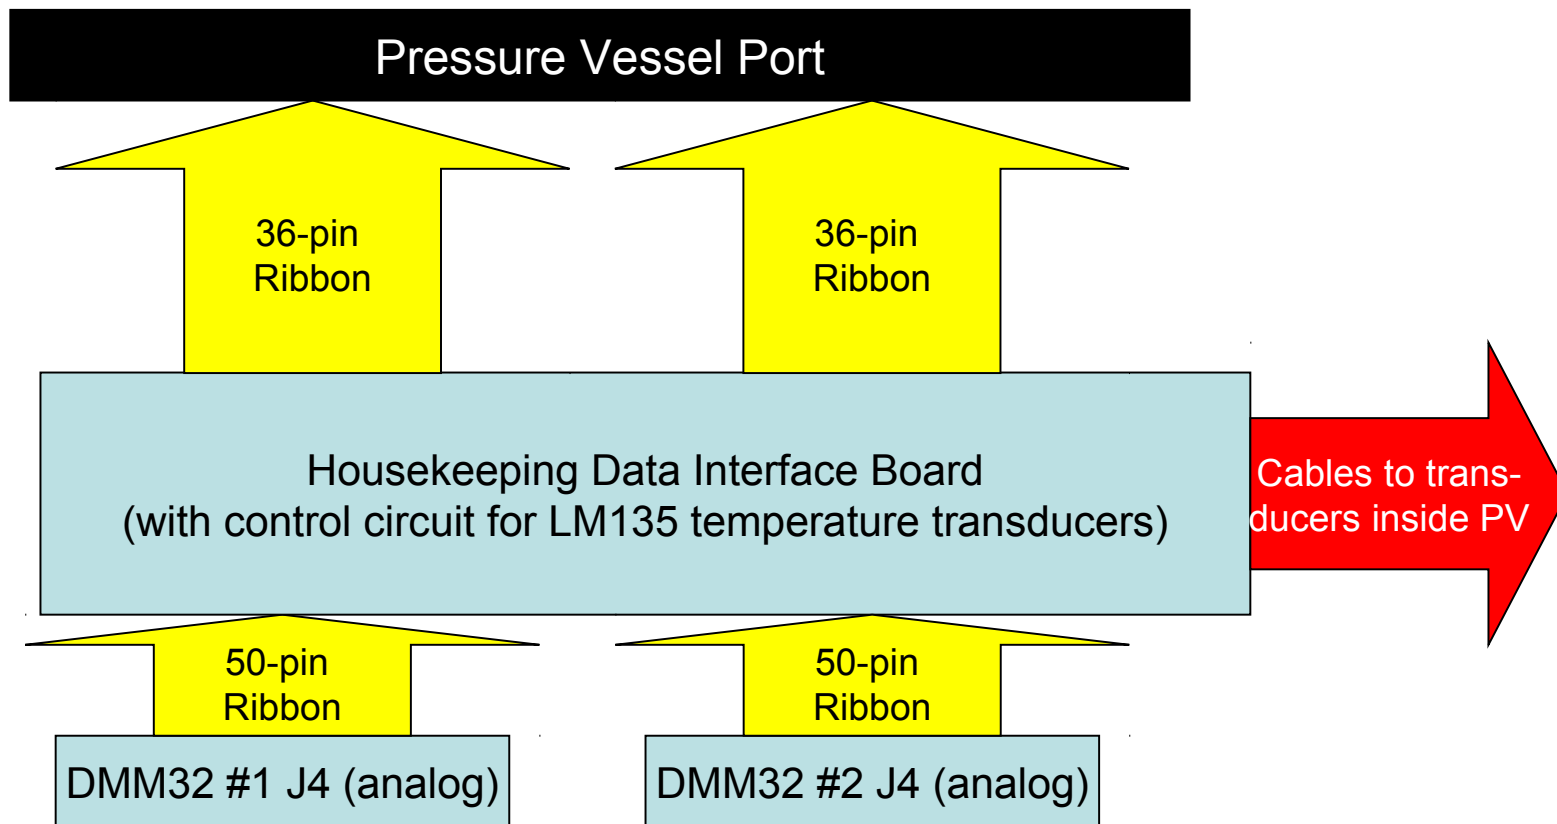 Pressure Vessel Port
36-pin
Ribbon
36-pin
Ribbon
Housekeeping Data Interface Board
(with control circuit for LM135 temperature transducers)
Cables to trans-
ducers inside PV
50-pin
Ribbon
50-pin
Ribbon
DMM32 #1 J4 (analog)
DMM32 #2 J4 (analog)